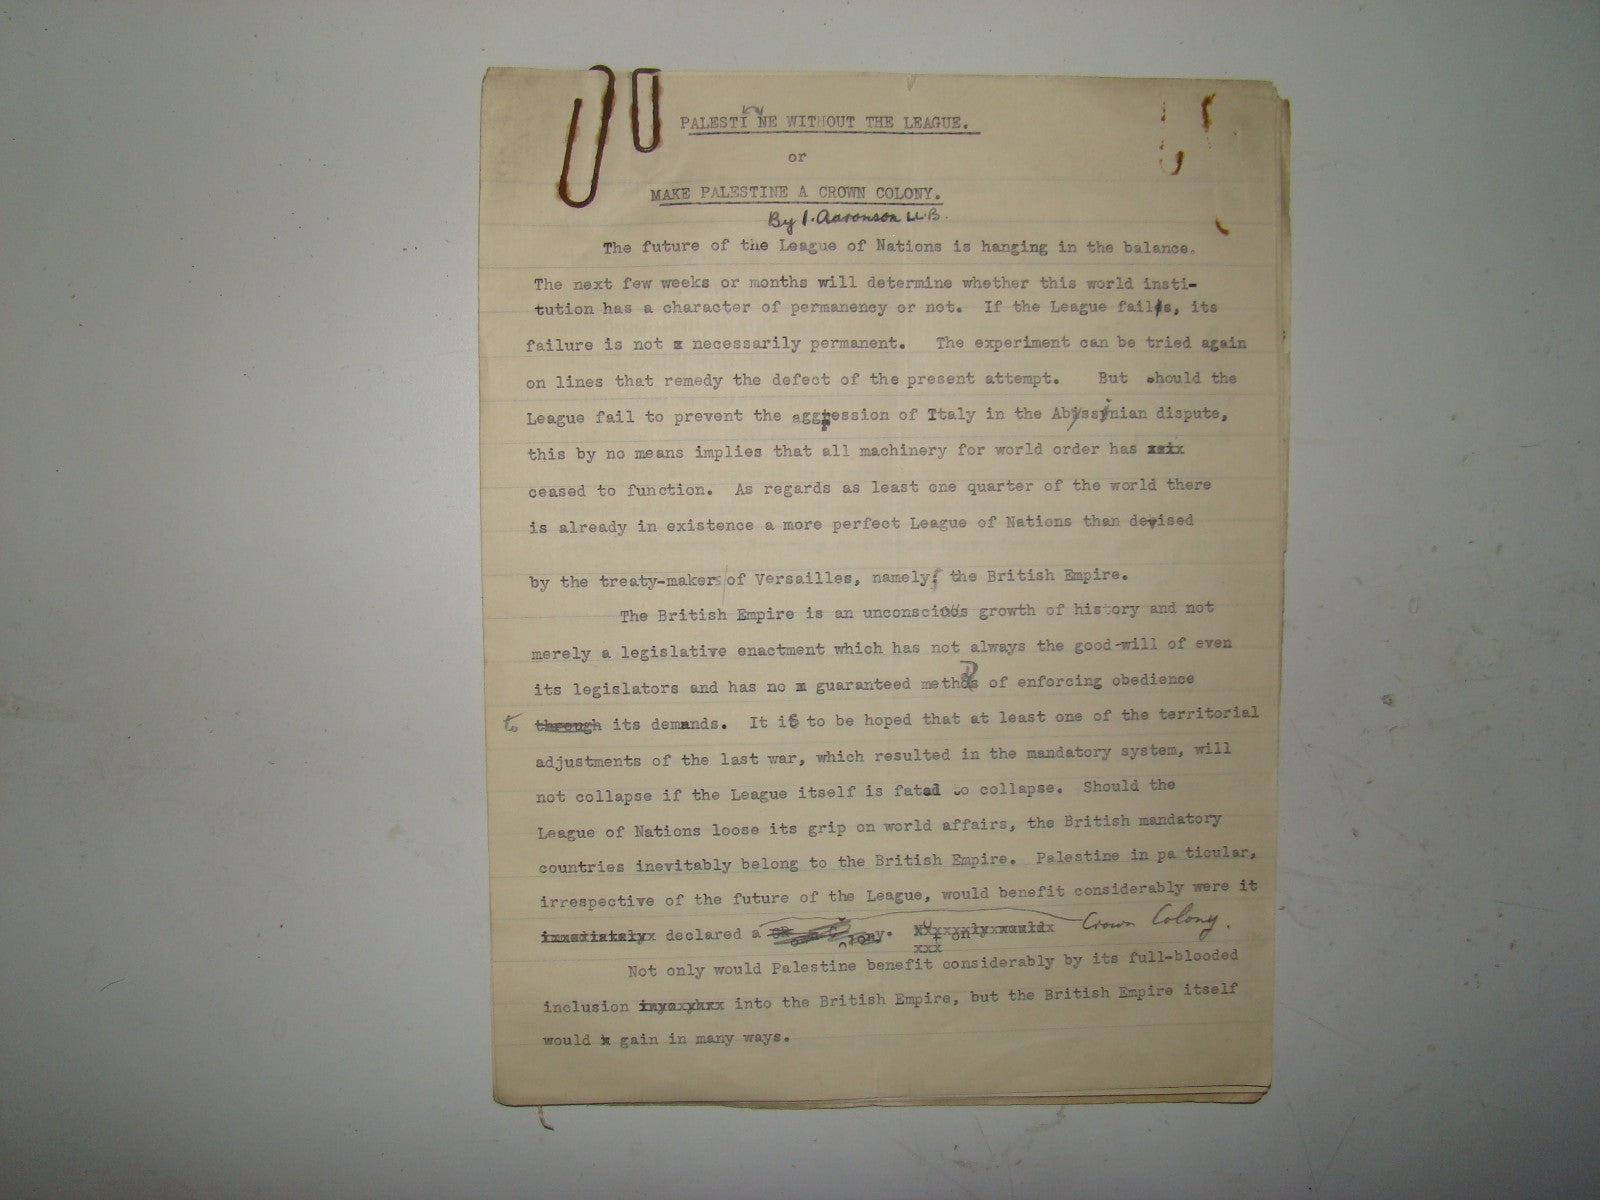 PALESTINE WITHOUT THE LEAGUE.
or
MAKE PALESTINE A CROWN COLONY.
By I. Aaronson LL.B.
The future of the League of Nations is hanging in the balance.
The next few weeks or months will determine whether this world insti-
tution has a character of permanency or not. If the League fails, its
failure is not x necessarily permanent. The experiment can be tried again
on lines that remedy the defect of the present attempt. But should the
League fail to prevent the aggression of Italy in the Abyssinian dispute,
this by no means implies that all machinery for world order has
ceased to function. As regards as least one quarter of the world there
is already in existence a more perfect League of Nations than devised
by the treaty-makers of Versailles, namely: the British Empire.
The British Empire is an unconscious growth of history and not
merely a legislative enactment which has not always the good-will of even
its legislators and has no x guaranteed methods of enforcing obedience
to through its demands. It is to be hoped that at least one of the territorial
adjustments of the last war, which resulted in the mandatory system, will
not collapse if the League itself is fated to collapse. Should the
League of Nations loose its grip on world affairs, the British mandatory
countries inevitably belong to the British Empire. Palestine in particular,
irrespective of the future of the League, would benefit considerably were it
declared a Crown Colony.
Not only would Palestine benefit considerably by its full-blooded
inclusion into the British Empire, but the British Empire itself
would x gain in many ways.